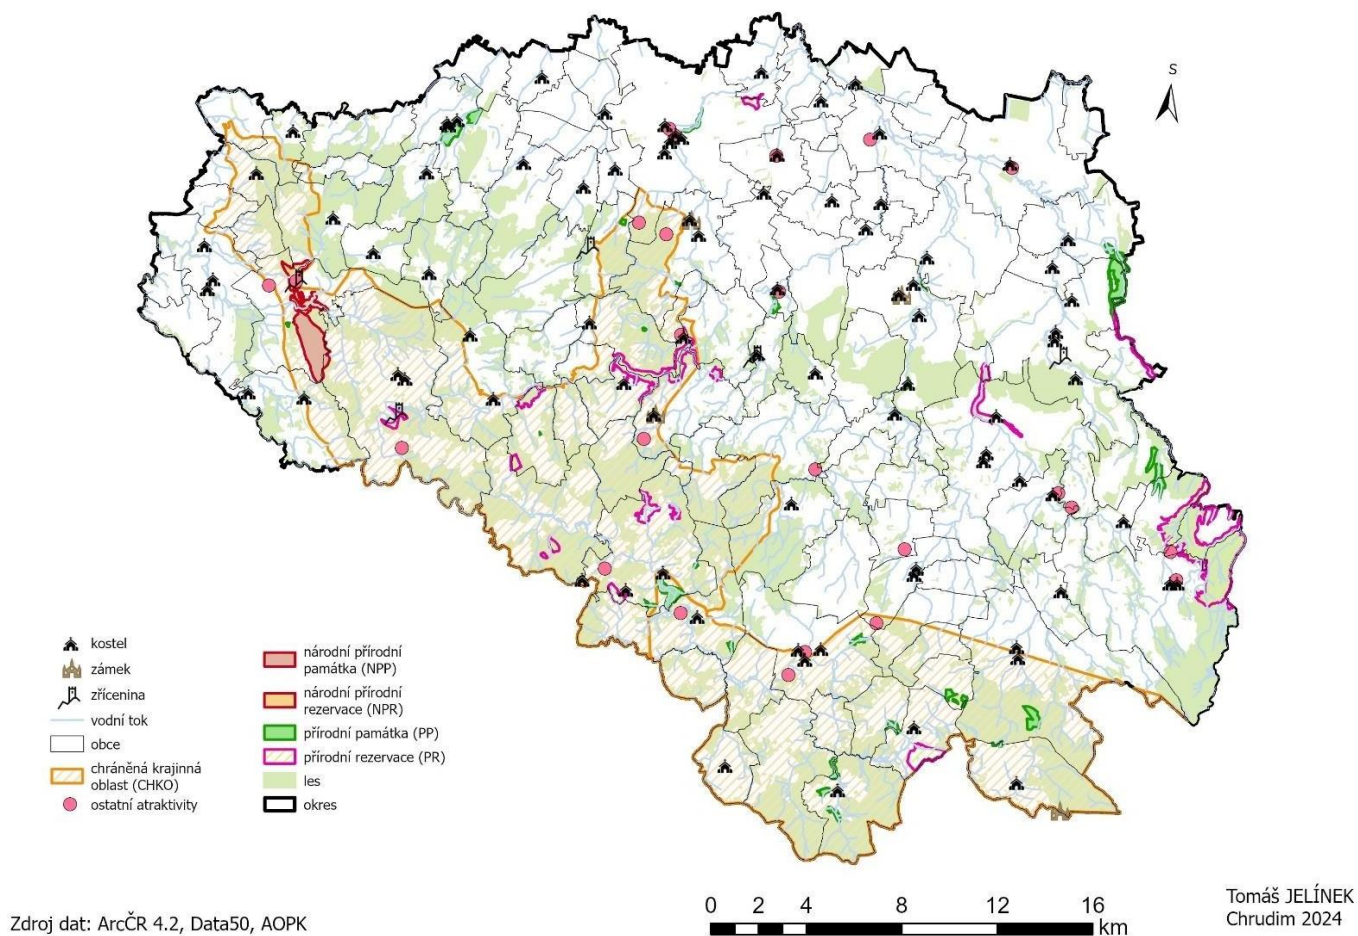 S
kostel
zámek
zřícenina
vodní tok
obce
chráněná krajinná
oblast (CHKO)
ostatní atraktivity
národní přírodní
památka (NPP)
národní přírodní
rezervace (NPR)
přírodní památka (PP)
přírodní rezervace (PR)
les
okres
Zdroj dat: ArcČR 4.2, Data50, AOPK
0 2 4 8 12 16
km
Tomáš JELÍNEK
Chrudim 2024